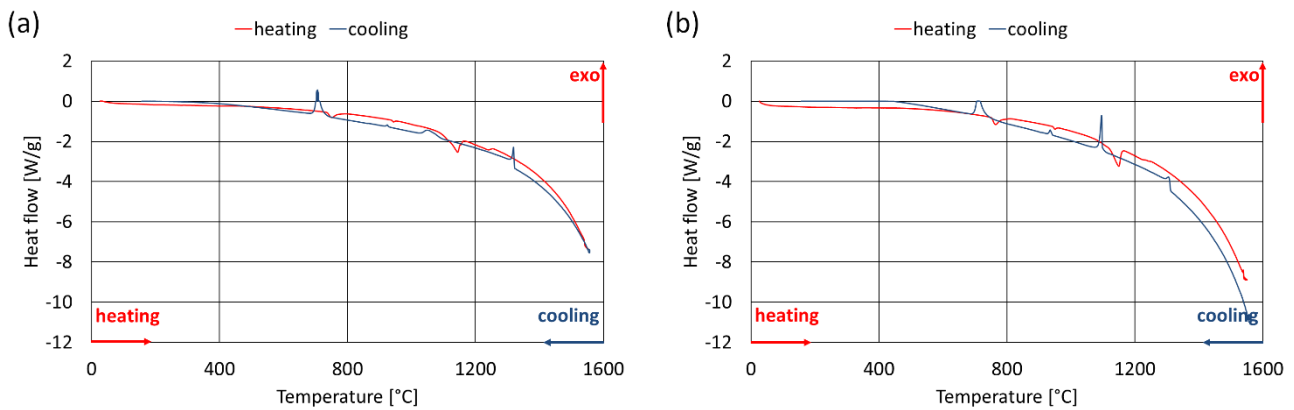 (a)
heating cooling
2
0
-2
-4
-6
-8
-10
-12
Heat flow [W/g]
exo
heating
cooling
0 400 800 1200 1600
Temperature [°C]
(b)
heating cooling
2
0
-2
-4
-6
-8
-10
-12
Heat flow [W/g]
exo
heating
cooling
0 400 800 1200 1600
Temperature [°C]